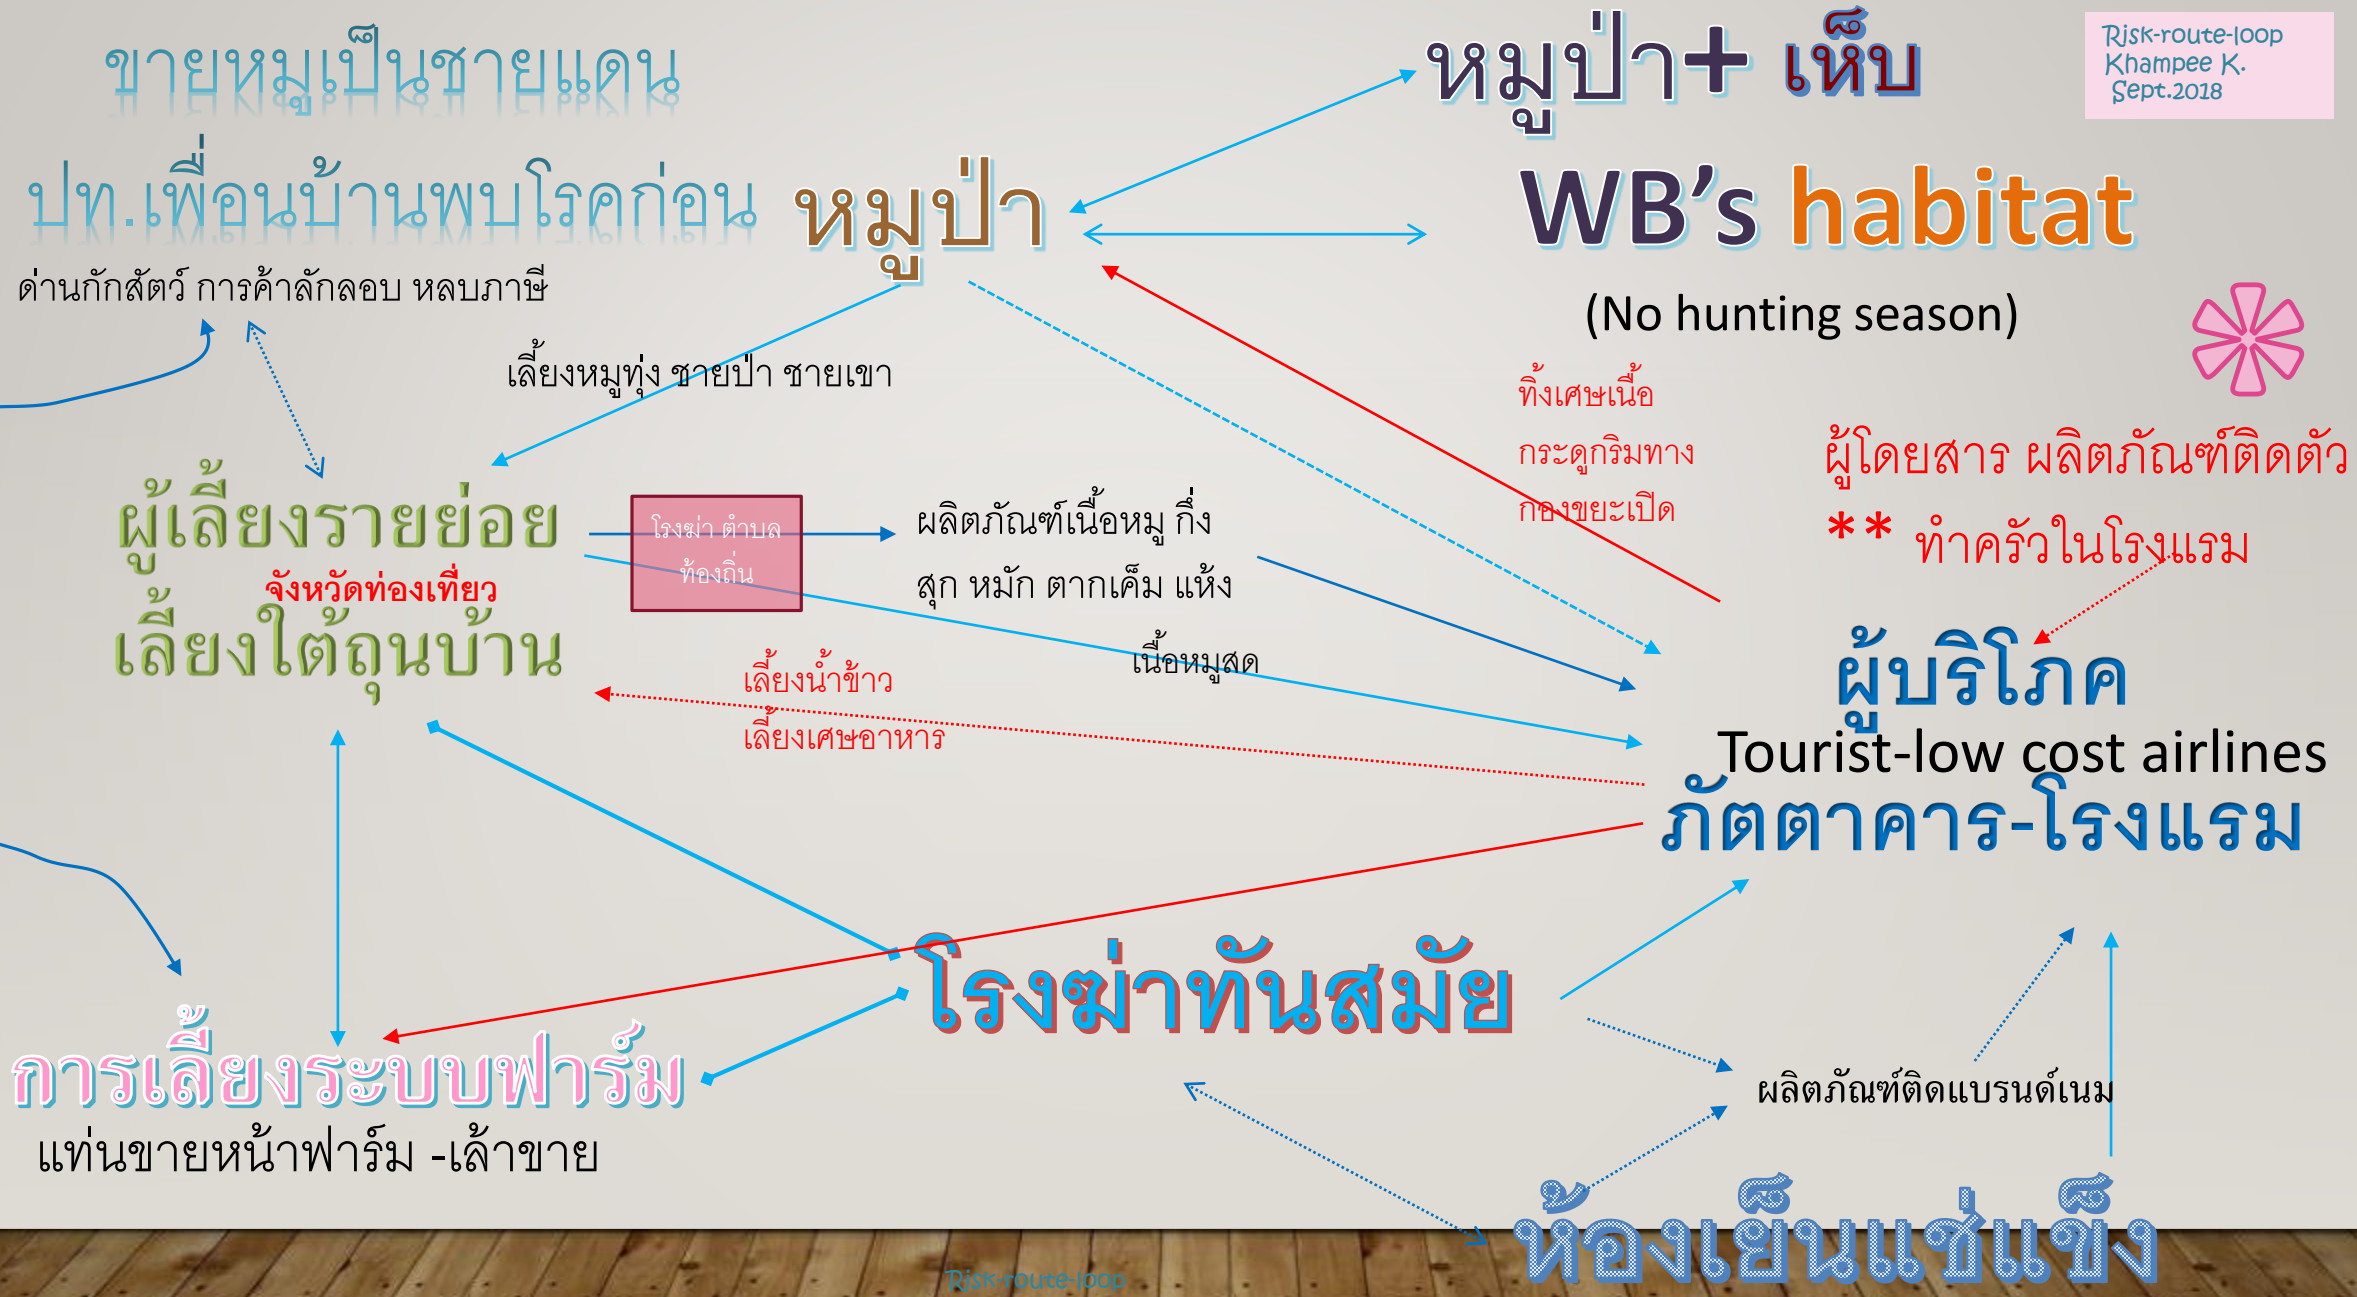 ขายหมูเป็นชายแดน
ปท.เพื่อนบ้านพบโรคก่อน
ด่านกักสัตว์ การค้าลักลอบ หลบภาษี
หมูป่า
หมูป่า+ เห็บ
WB's habitat
(No hunting season)
Risk-route-loop
Khampee K.
Sept.2018
เลี้ยงหมูทุ่ง ชายป่า ชายเขา
ทิ้งเศษเนื้อ
กระดูกริมทาง
กองขยะเปิด
ผู้โดยสาร ผลิตภัณฑ์ติดตัว
** ทำครัวในโรงแรม
ผู้เลี้ยงรายย่อย
จังหวัดท่องเที่ยว
เลี้ยงใต้ถุนบ้าน
โรงฆ่า ตำบล
ท้องถิ่น
ผลิตภัณฑ์เนื้อหมู กึ่ง
สุก หมัก ตากเค็ม แห้ง
เนื้อหมูสด
เลี้ยงน้ำข้าว
เลี้ยงเศษอาหาร
ผู้บริโภค
Tourist-low cost airlines
ภัตตาคาร-โรงแรม
โรงฆ่าทันสมัย
การเลี้ยงระบบฟาร์ม
แท่นขายหน้าฟาร์ม -เล้าขาย
ผลิตภัณฑ์ติดแบรนด์เนม
ห้องเย็นแช่แข็ง
Risk-route-loop